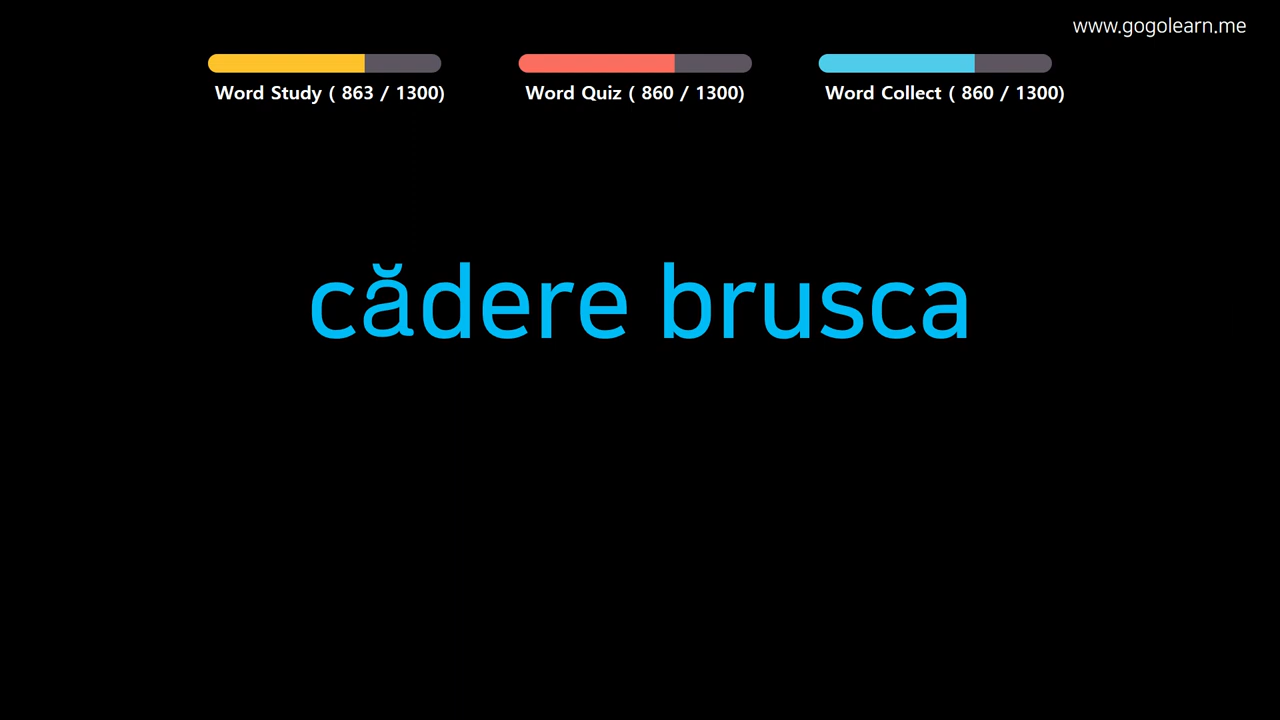 www.gogolearn.me
Word Study ( 863 / 1300)
Word Quiz ( 860 / 1300)
Word Collect ( 860 / 1300)
cădere brusca